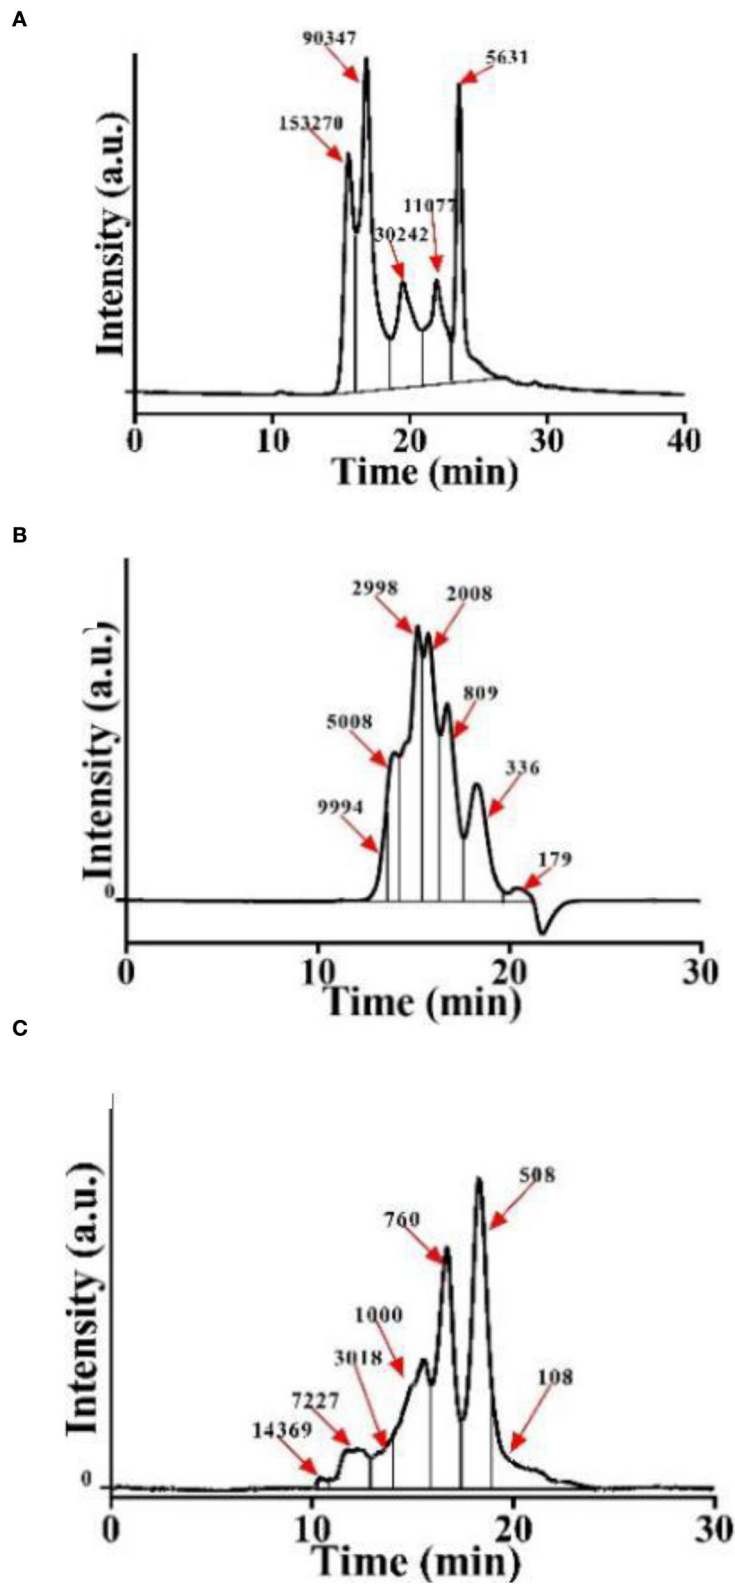 A
90347
5631
153270
11077
30242
Intensity (a.u.)
0 10 20 30 40
Time (min)
B
2998
2008
809
5008
336
9994
179
Intensity (a.u.)
0
0 10 20 30
Time (min)
C
508
760
1000
3018
108
7227
14369
Intensity (a.u.)
0
0 10 20 30
Time (min)